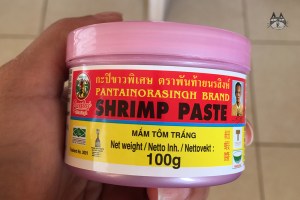 กะปิขาวพิเศษ ตราพันท้ายนรสิงห์
PANTAINORASINGH BRAND
SHRIMP PASTE
MẮM TÔM TRẮNG
Net weight / Netto Inh. / Nettovekt :
100g